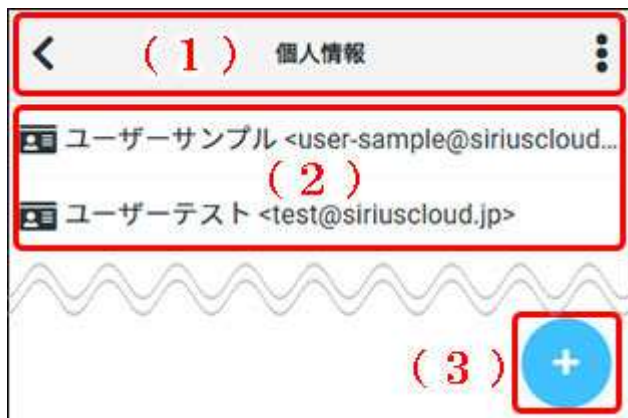 （１） 個人情報
ユーザーサンプル <user-sample@siriuscloud...
（２）
ユーザーテスト <test@siriuscloud.jp>
（３） +